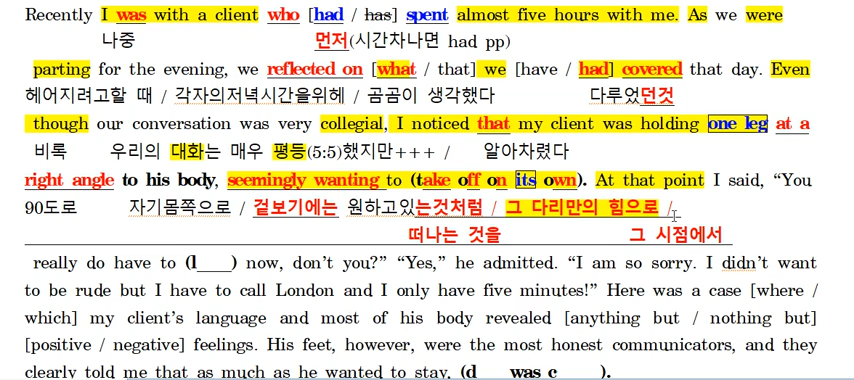 Recently I was with a client who [had / has] spent almost five hours with me. As we were
나중 먼저(시간차나면 had pp)
parting for the evening, we reflected on [what / that] we [have / had] covered that day. Even
헤어지려고할 때 / 각자의저녁시간을위헤 / 곰곰이 생각했다 다루었던것
though our conversation was very collegial, I noticed that my client was holding one leg at a
비록 우리의 대화는 매우 평등(5:5)했지만+++ / 알아차렸다
right angle to his body, seemingly wanting to (take off on its own). At that point I said, “You
90도로 자기몸쪽으로 / 겉보기에는 원하고있는것처럼 / 그 다리만의 힘으로 /
떠나는 것을 그 시점에서
really do have to (l____) now, don’t you?” “Yes,” he admitted. “I am so sorry. I didn’t want
to be rude but I have to call London and I only have five minutes!” Here was a case [where /
which] my client’s language and most of his body revealed [anything but / nothing but]
[positive / negative] feelings. His feet, however, were the most honest communicators, and they
clearly told me that as much as he wanted to stay, (d____ was c_____).